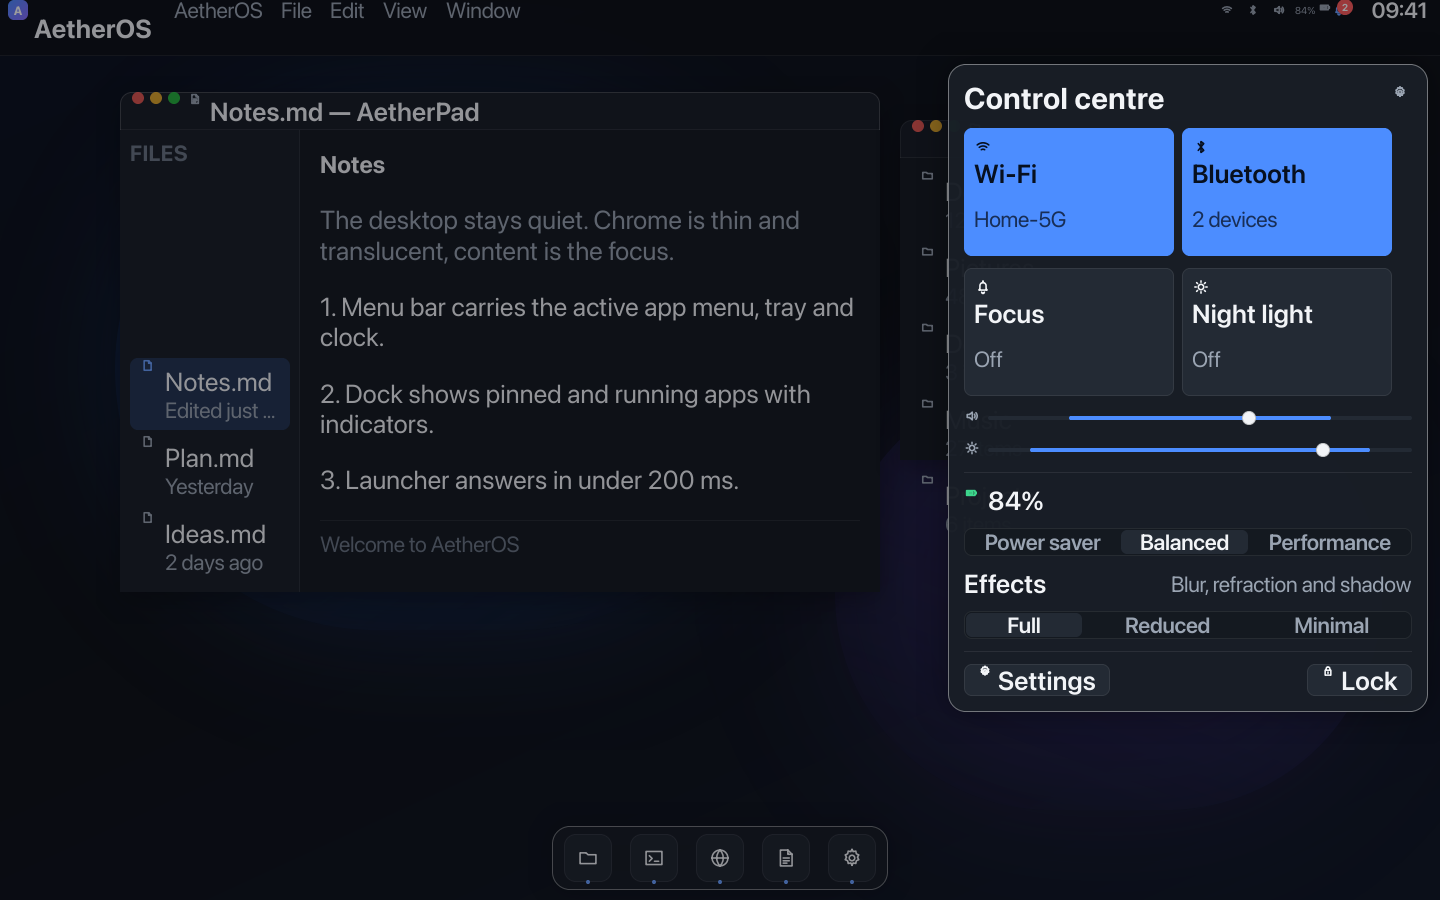 A
AetherOS
AetherOS File Edit View Window
84%
2
09:41
Notes.md — AetherPad
FILES
Notes.md
Edited just ...
Plan.md
Yesterday
Ideas.md
2 days ago
Notes
The desktop stays quiet. Chrome is thin and
translucent, content is the focus.
1. Menu bar carries the active app menu, tray and
clock.
2. Dock shows pinned and running apps with
indicators.
3. Launcher answers in under 200 ms.
Welcome to AetherOS
Control centre
Wi-Fi
Home-5G
Bluetooth
2 devices
Focus
Off
Night light
Off
84%
Power saver Balanced Performance
Effects Blur, refraction and shadow
Full Reduced Minimal
Settings Lock